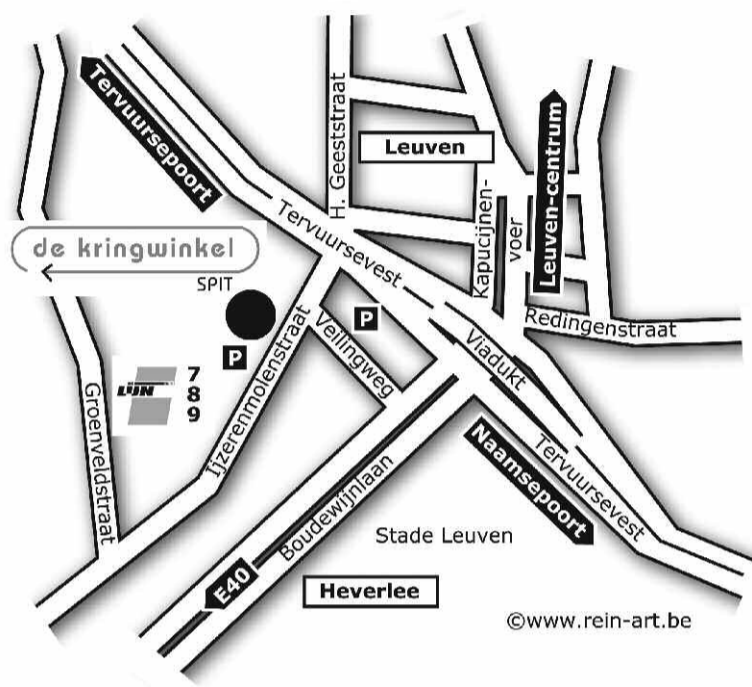 Tervuursepoort
H. Geeststraat
Leuven
Kapucijnen-
voer
Leuven-centrum
de kringwinkel
SPIT
Tervuursevest
P
P
Veilingweg
Viadukt
Redingenstraat
LIJN
7
8
9
Groenveldstraat
Ijzerenmolenstraat
Boudewijnlaan
Naamsepoort
Tervuursevest
Stade Leuven
E40
Heverlee
©www.rein-art.be